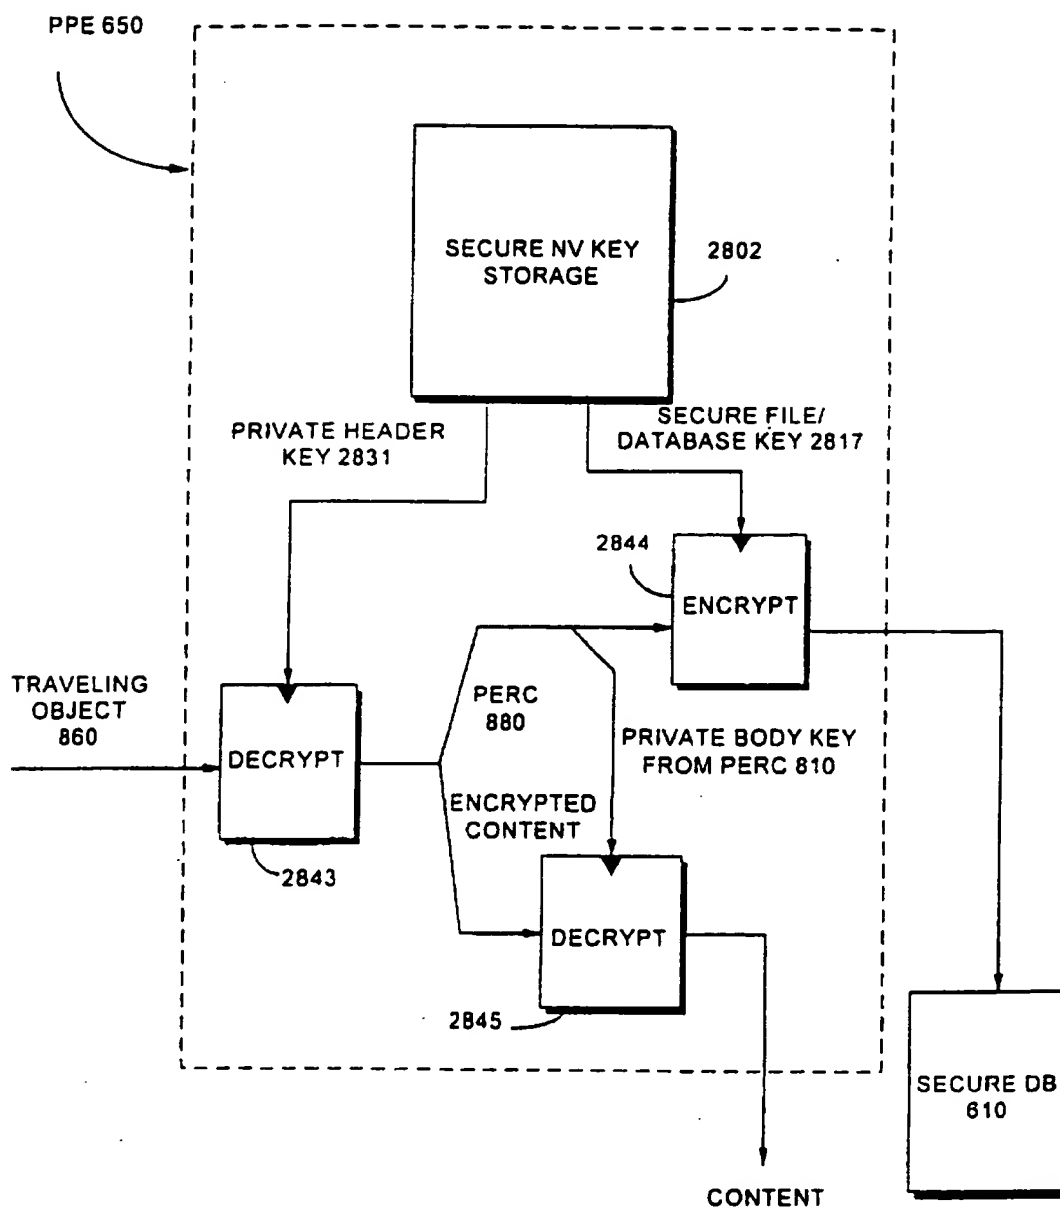 PPE 650
SECURE NV KEY
STORAGE
2802
PRIVATE HEADER
KEY 2831
SECURE FILE/
DATABASE KEY 2817
2844
ENCRYPT
TRAVELING
OBJECT
860
DECRYPT
PERC
880
PRIVATE BODY KEY
FROM PERC 810
ENCRYPTED
CONTENT
2843
DECRYPT
2845
SECURE DB
610
CONTENT